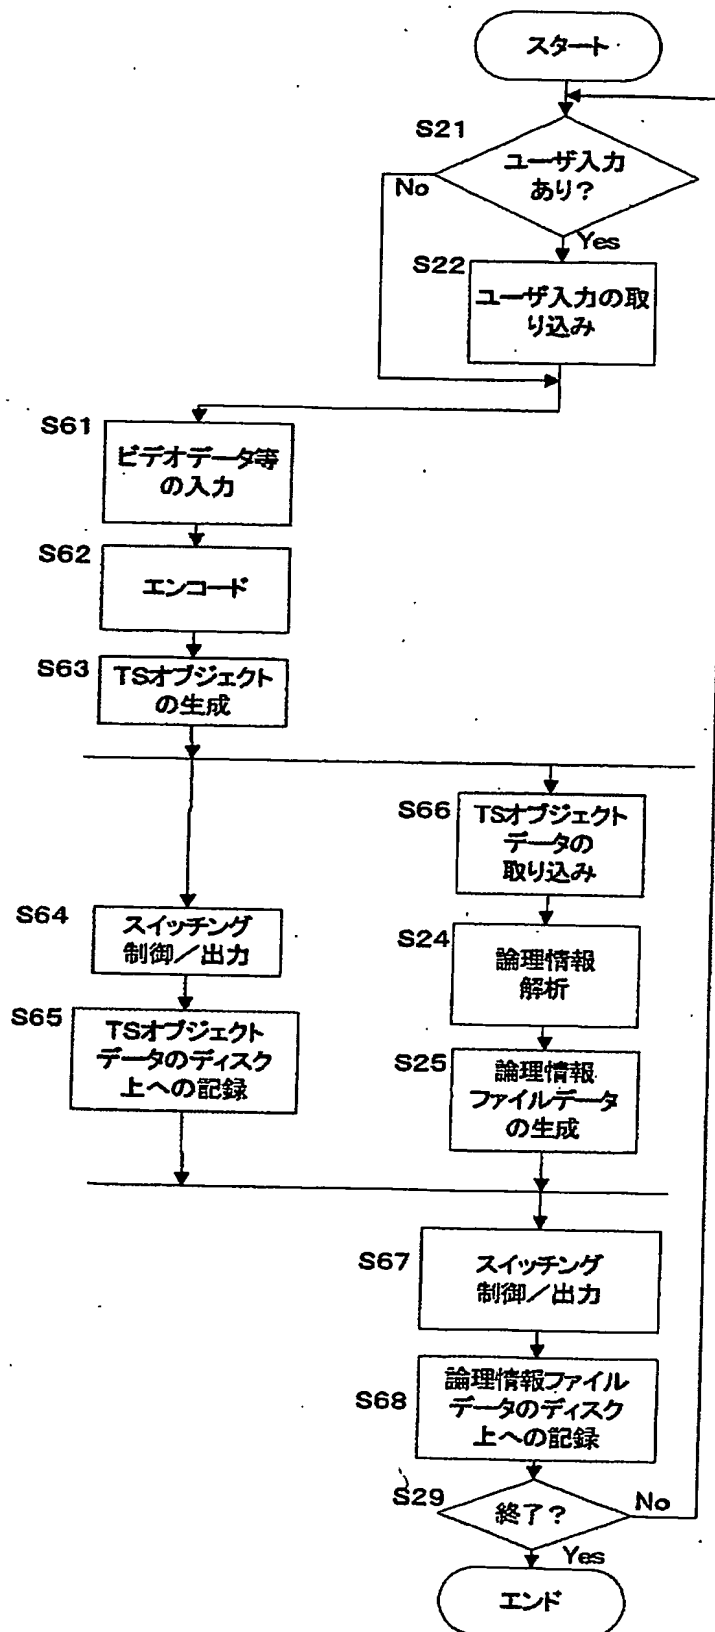 スタート
S21
ユーザ入力
あり？
No
Yes
S22
ユーザ入力の取
り込み
S61
ビデオデータ等
の入力
S62
エンコード
S63
TSオブジェクト
の生成
S64
スイッチング
制御／出力
S65
TSオブジェクト
データのディスク
上への記録
S66
TSオブジェクト
データの
取り込み
S24
論理情報
解析
S25
論理情報
ファイルデータ
の生成
S67
スイッチング
制御／出力
S68
論理情報ファイル
データのディスク
上への記録
S29
終了？
No
Yes
エンド